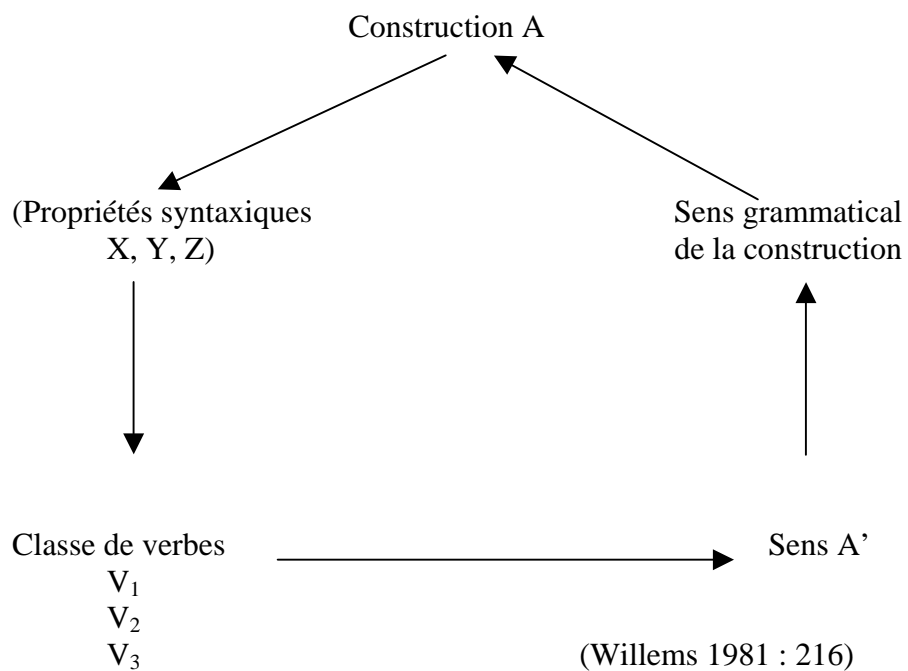 Construction A
(Propriétés syntaxiques
X, Y, Z)
Sens grammatical
de la construction
Classe de verbes
V₁
V₂
V₃
Sens A’
(Willems 1981 : 216)